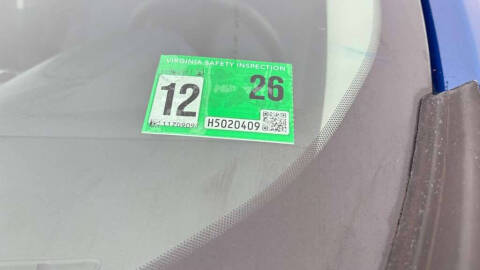 VIRGINIA SAFETY INSPECTION
12 26
H5020409